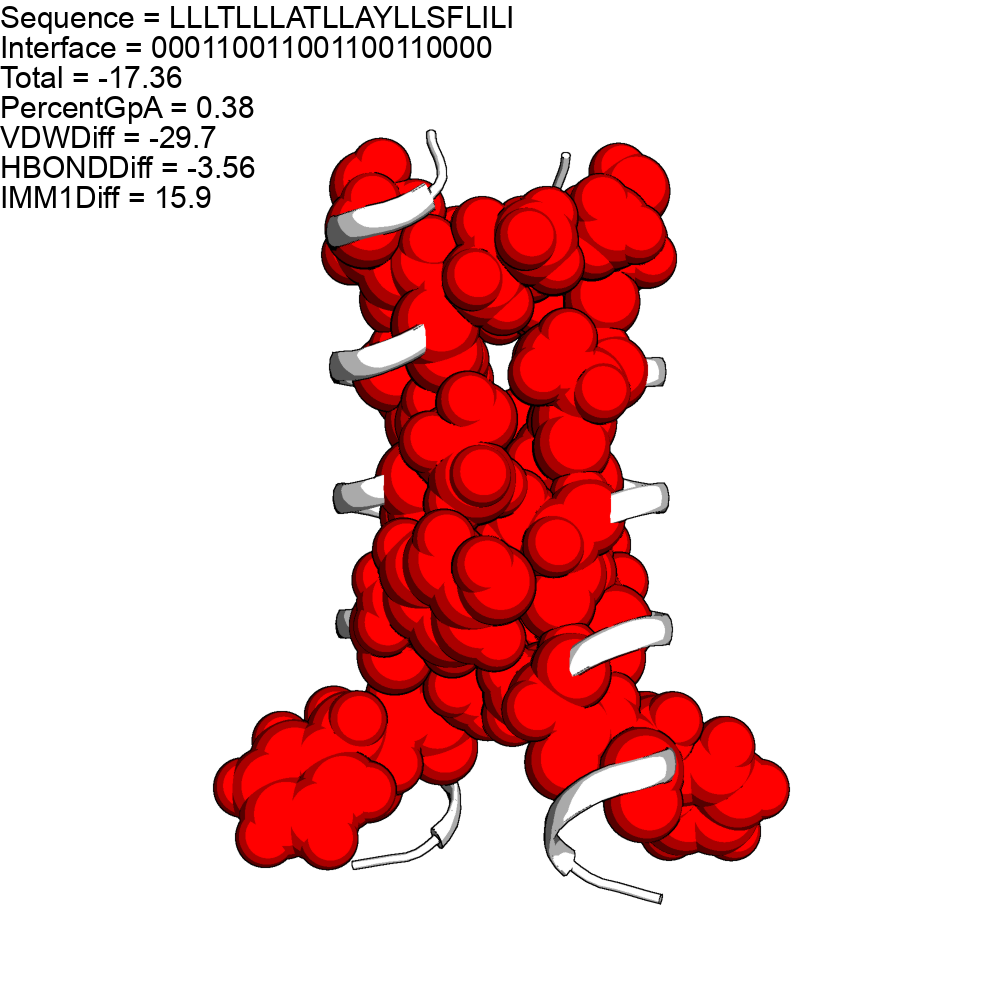 Sequence = LLLTLLLATLLAYLLSFLILI
Interface = 000110011001100110000
Total = -17.36
PercentGpA = 0.38
VDWDiff = -29.7
HBONDDiff = -3.56
IMM1Diff = 15.9